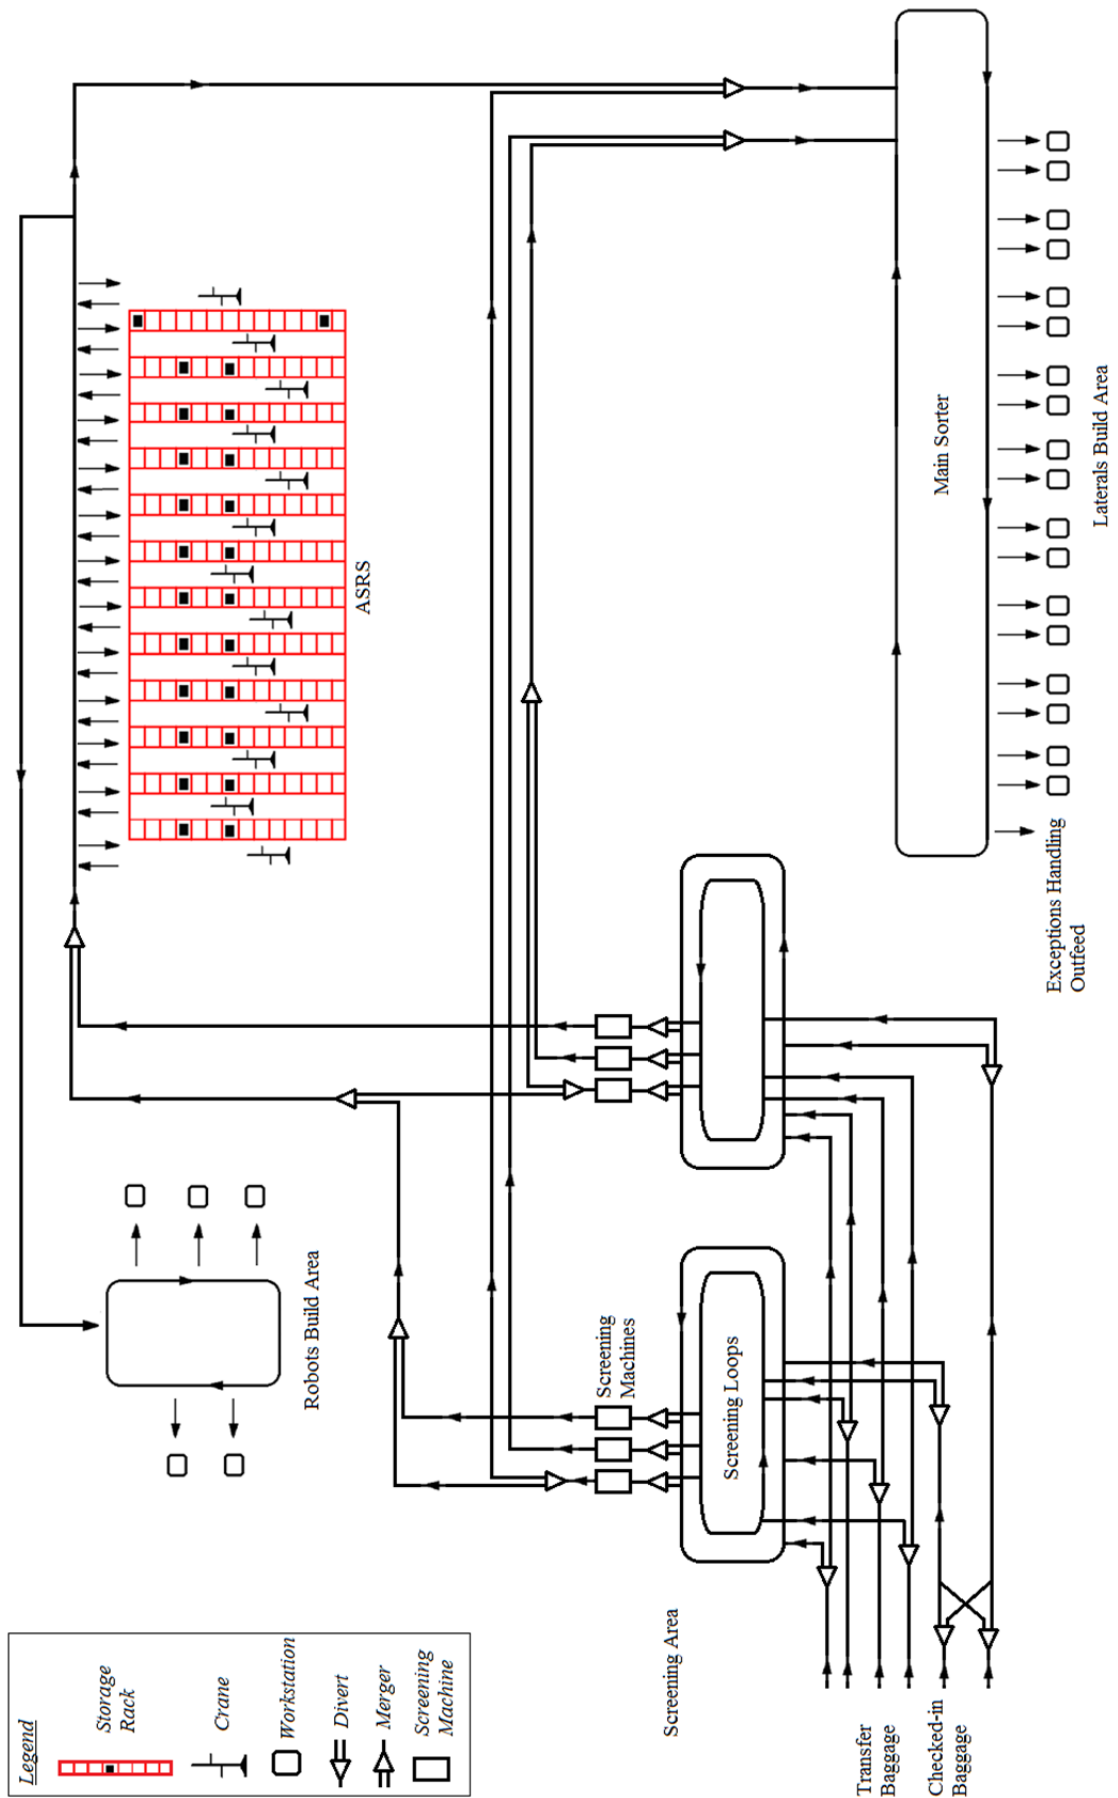 Legend
Storage
Rack
Crane
Workstation
Divert
Merger
Screening
Machine
Robots Build Area
ASRS
Screening
Machines
Screening Loops
Screening Area
Main Sorter
Transfer
Baggage
Checked-in
Baggage
Exceptions Handling
Outfeed
Laterals Build Area